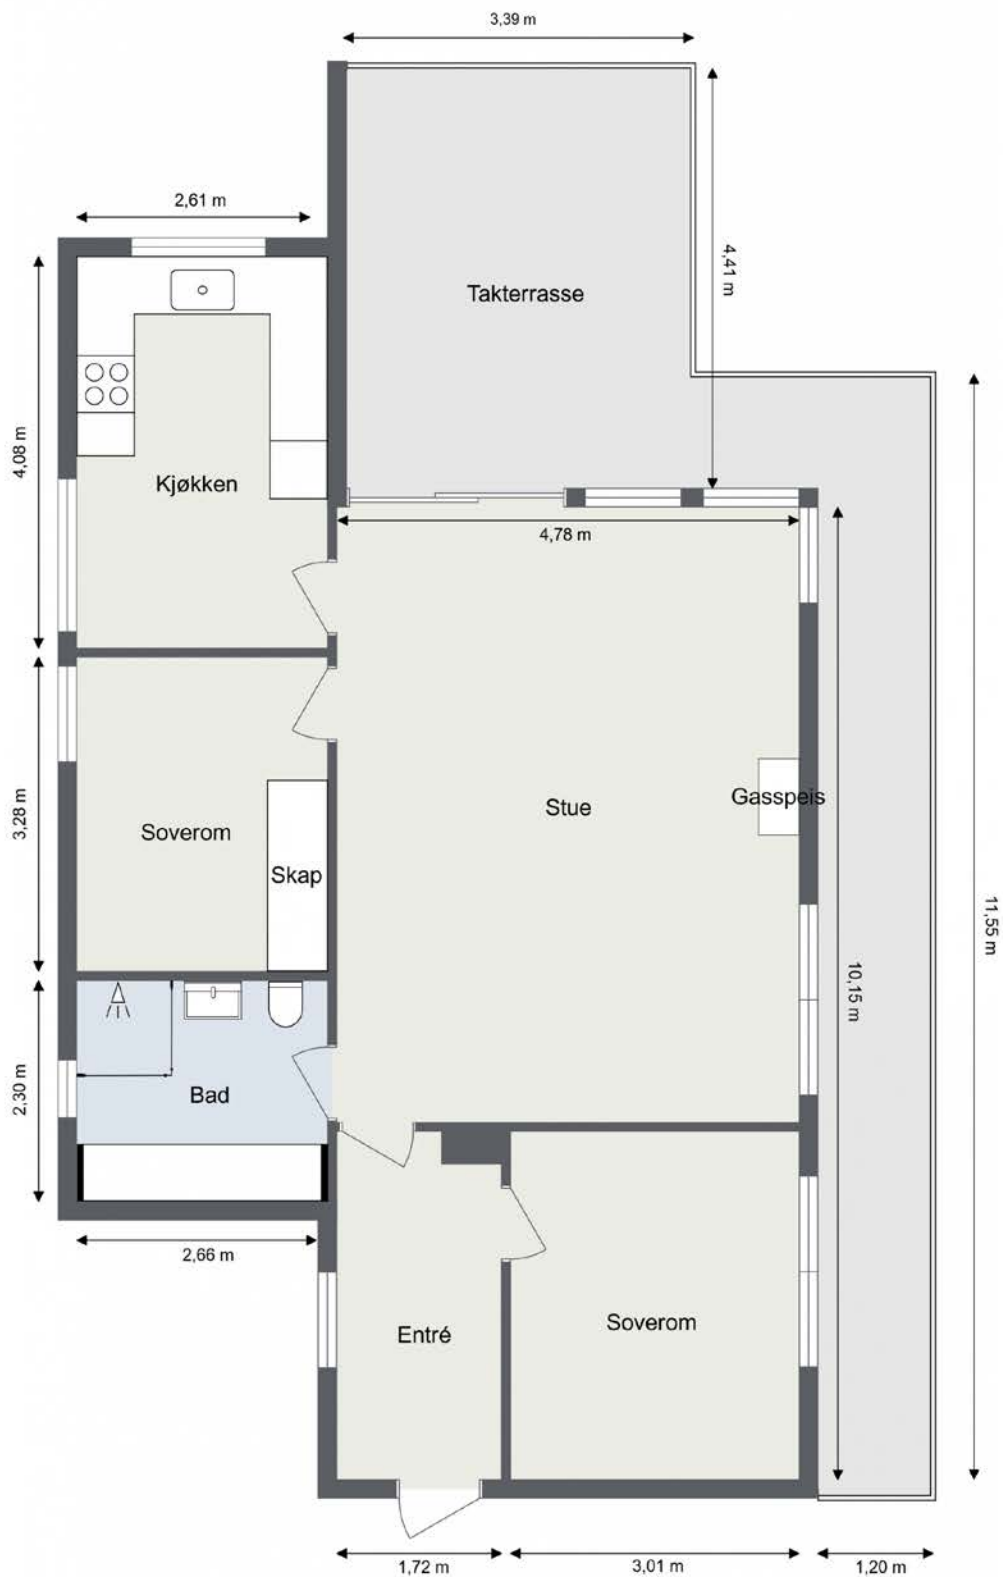 3,39 m
2,61 m
4,41 m
Takterrasse
4,08 m
Kjøkken
4,78 m
3,28 m
Soverom
Skap
Stue
Gasspeis
11,55 m
10,15 m
2,30 m
Bad
2,66 m
Entré
Soverom
1,72 m
3,01 m
1,20 m